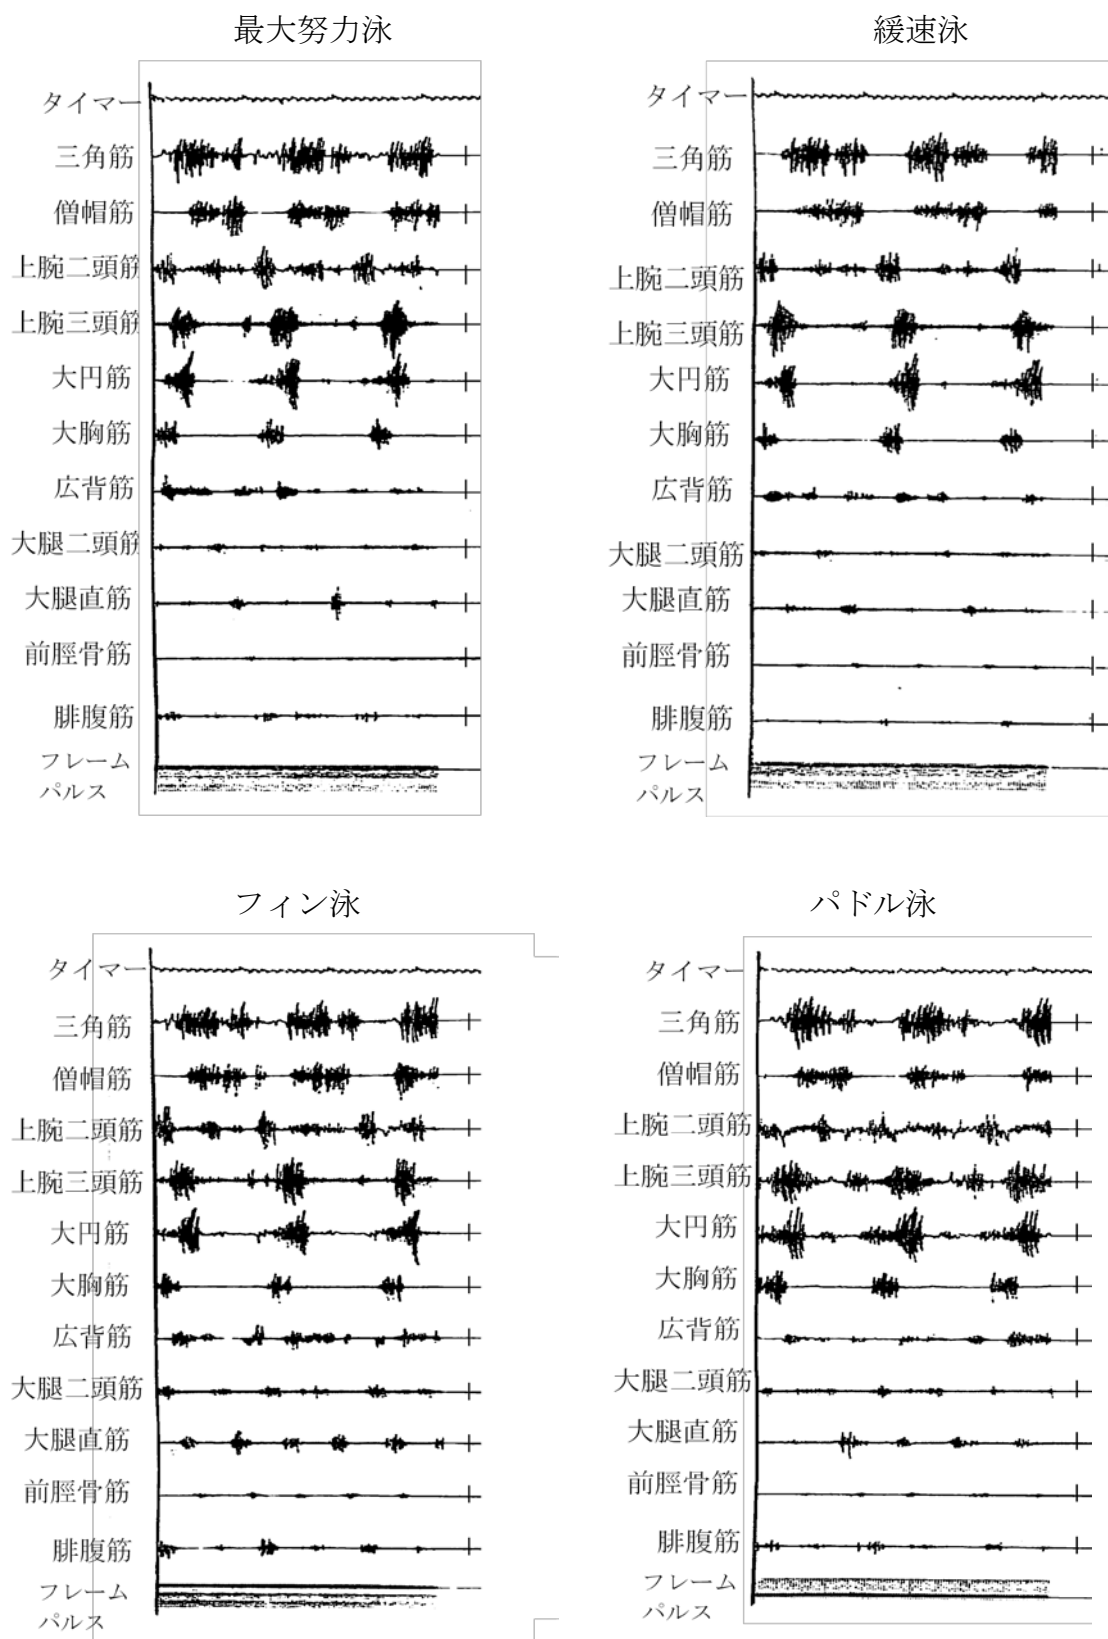 最大努力泳
タイマー
三角筋
僧帽筋
上腕二頭筋
上腕三頭筋
大円筋
大胸筋
広背筋
大腿二頭筋
大腿直筋
前脛骨筋
腓腹筋
フレーム
パルス
緩速泳
タイマー
三角筋
僧帽筋
上腕二頭筋
上腕三頭筋
大円筋
大胸筋
広背筋
大腿二頭筋
大腿直筋
前脛骨筋
腓腹筋
フレーム
パルス
フィン泳
タイマー
三角筋
僧帽筋
上腕二頭筋
上腕三頭筋
大円筋
大胸筋
広背筋
大腿二頭筋
大腿直筋
前脛骨筋
腓腹筋
フレーム
パルス
パドル泳
タイマー
三角筋
僧帽筋
上腕二頭筋
上腕三頭筋
大円筋
大胸筋
広背筋
大腿二頭筋
大腿直筋
前脛骨筋
腓腹筋
フレーム
パルス